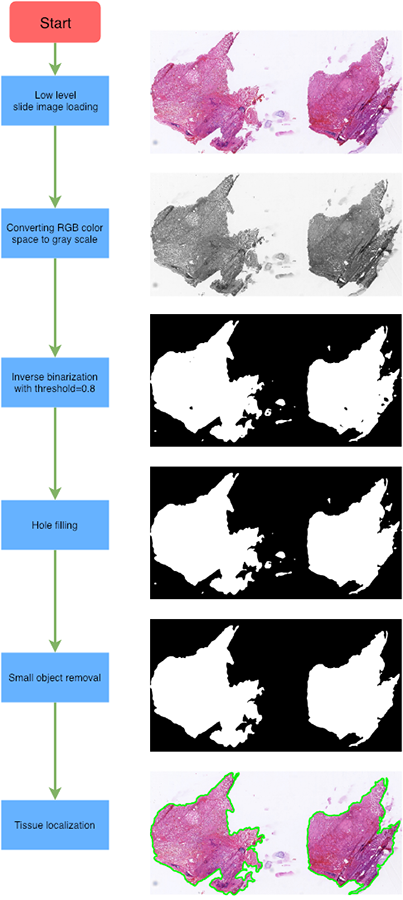 Start
Low level
slide image loading
Converting RGB color
space to gray scale
Inverse binarization
with threshold=0.8
Hole filling
Small object removal
Tissue localization